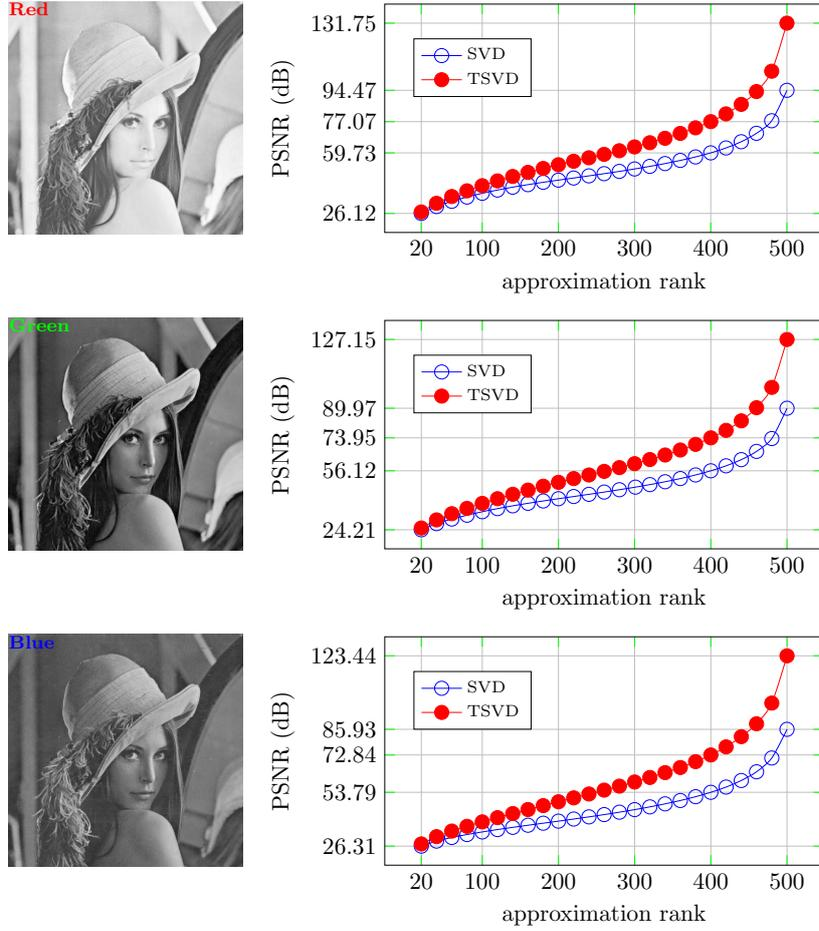 Red
PSNR (dB)
131.75
94.47
77.07
59.73
26.12
SVD
TSVD
20 100 200 300 400 500
approximation rank
Green
PSNR (dB)
127.15
89.97
73.95
56.12
24.21
SVD
TSVD
20 100 200 300 400 500
approximation rank
Blue
PSNR (dB)
123.44
85.93
72.84
53.79
26.31
SVD
TSVD
20 100 200 300 400 500
approximation rank